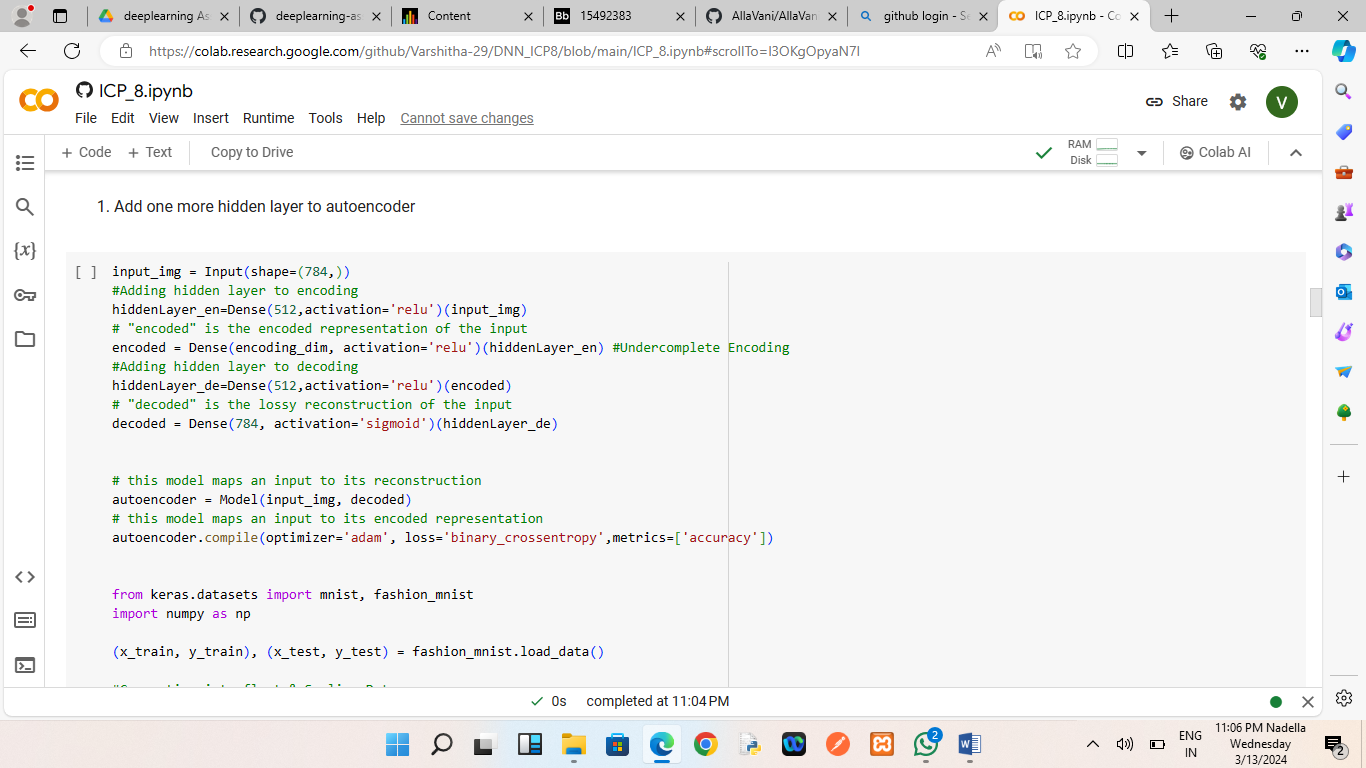 deeplearning As
deeplearning-as
Content
Bb 15492383
AllaVani/AllaVan
github login - Se
ICP_8.ipynb - Co
https://colab.research.google.com/github/Varshitha-29/DNN_ICP8/blob/main/ICP_8.ipynb#scrollTo=I3OKgOpyaN7l
ICP_8.ipynb
Share
V
File Edit View Insert Runtime Tools Help Cannot save changes
+ Code + Text Copy to Drive
RAM
Disk
Colab AI
1. Add one more hidden layer to autoencoder
[ ] input_img = Input(shape=(784,))
#Adding hidden layer to encoding
hiddenLayer_en=Dense(512,activation='relu')(input_img)
# "encoded" is the encoded representation of the input
encoded = Dense(encoding_dim, activation='relu')(hiddenLayer_en) #Undercomplete Encoding
#Adding hidden layer to decoding
hiddenLayer_de=Dense(512,activation='relu')(encoded)
# "decoded" is the lossy reconstruction of the input
decoded = Dense(784, activation='sigmoid')(hiddenLayer_de)
# this model maps an input to its reconstruction
autoencoder = Model(input_img, decoded)
# this model maps an input to its encoded representation
autoencoder.compile(optimizer='adam', loss='binary_crossentropy',metrics=['accuracy'])
from keras.datasets import mnist, fashion_mnist
import numpy as np
(x_train, y_train), (x_test, y_test) = fashion_mnist.load_data()
0s completed at 11:04 PM
2
ENG
IN
11:06 PM Nadella
Wednesday
3/13/2024
2